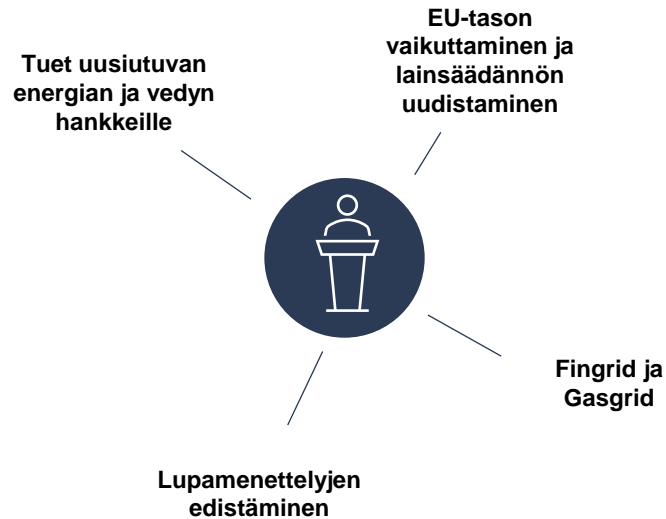 Tuet uusiutuvan
energian ja vedyn
hankkeille
EU-tason
vaikuttaminen ja
lainsäädännön
uudistaminen
Fingrid ja
Gasgrid
Lupamenettelyjen
edistäminen